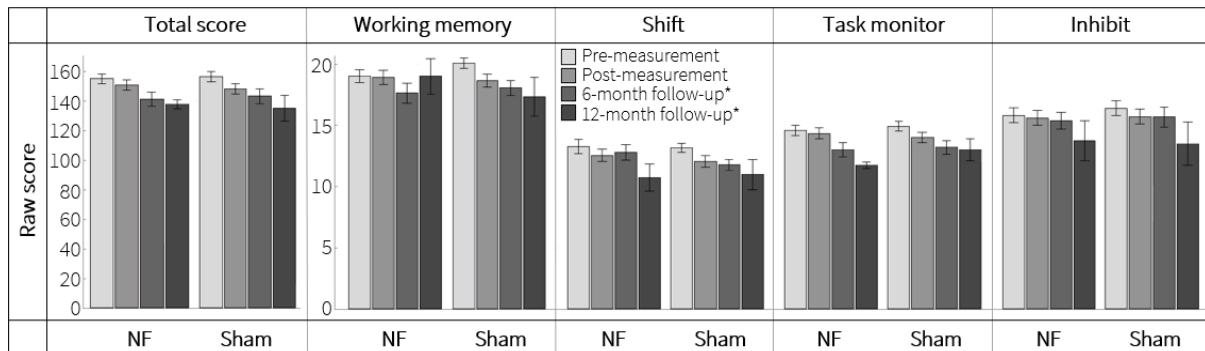 Total score
Working memory
Shift
Task monitor
Inhibit
Raw score
160
140
120
100
80
60
40
20
0
20
15
10
5
0
Pre-measurement
Post-measurement
6-month follow-up*
12-month follow-up*
NF
Sham
NF
Sham
NF
Sham
NF
Sham
NF
Sham